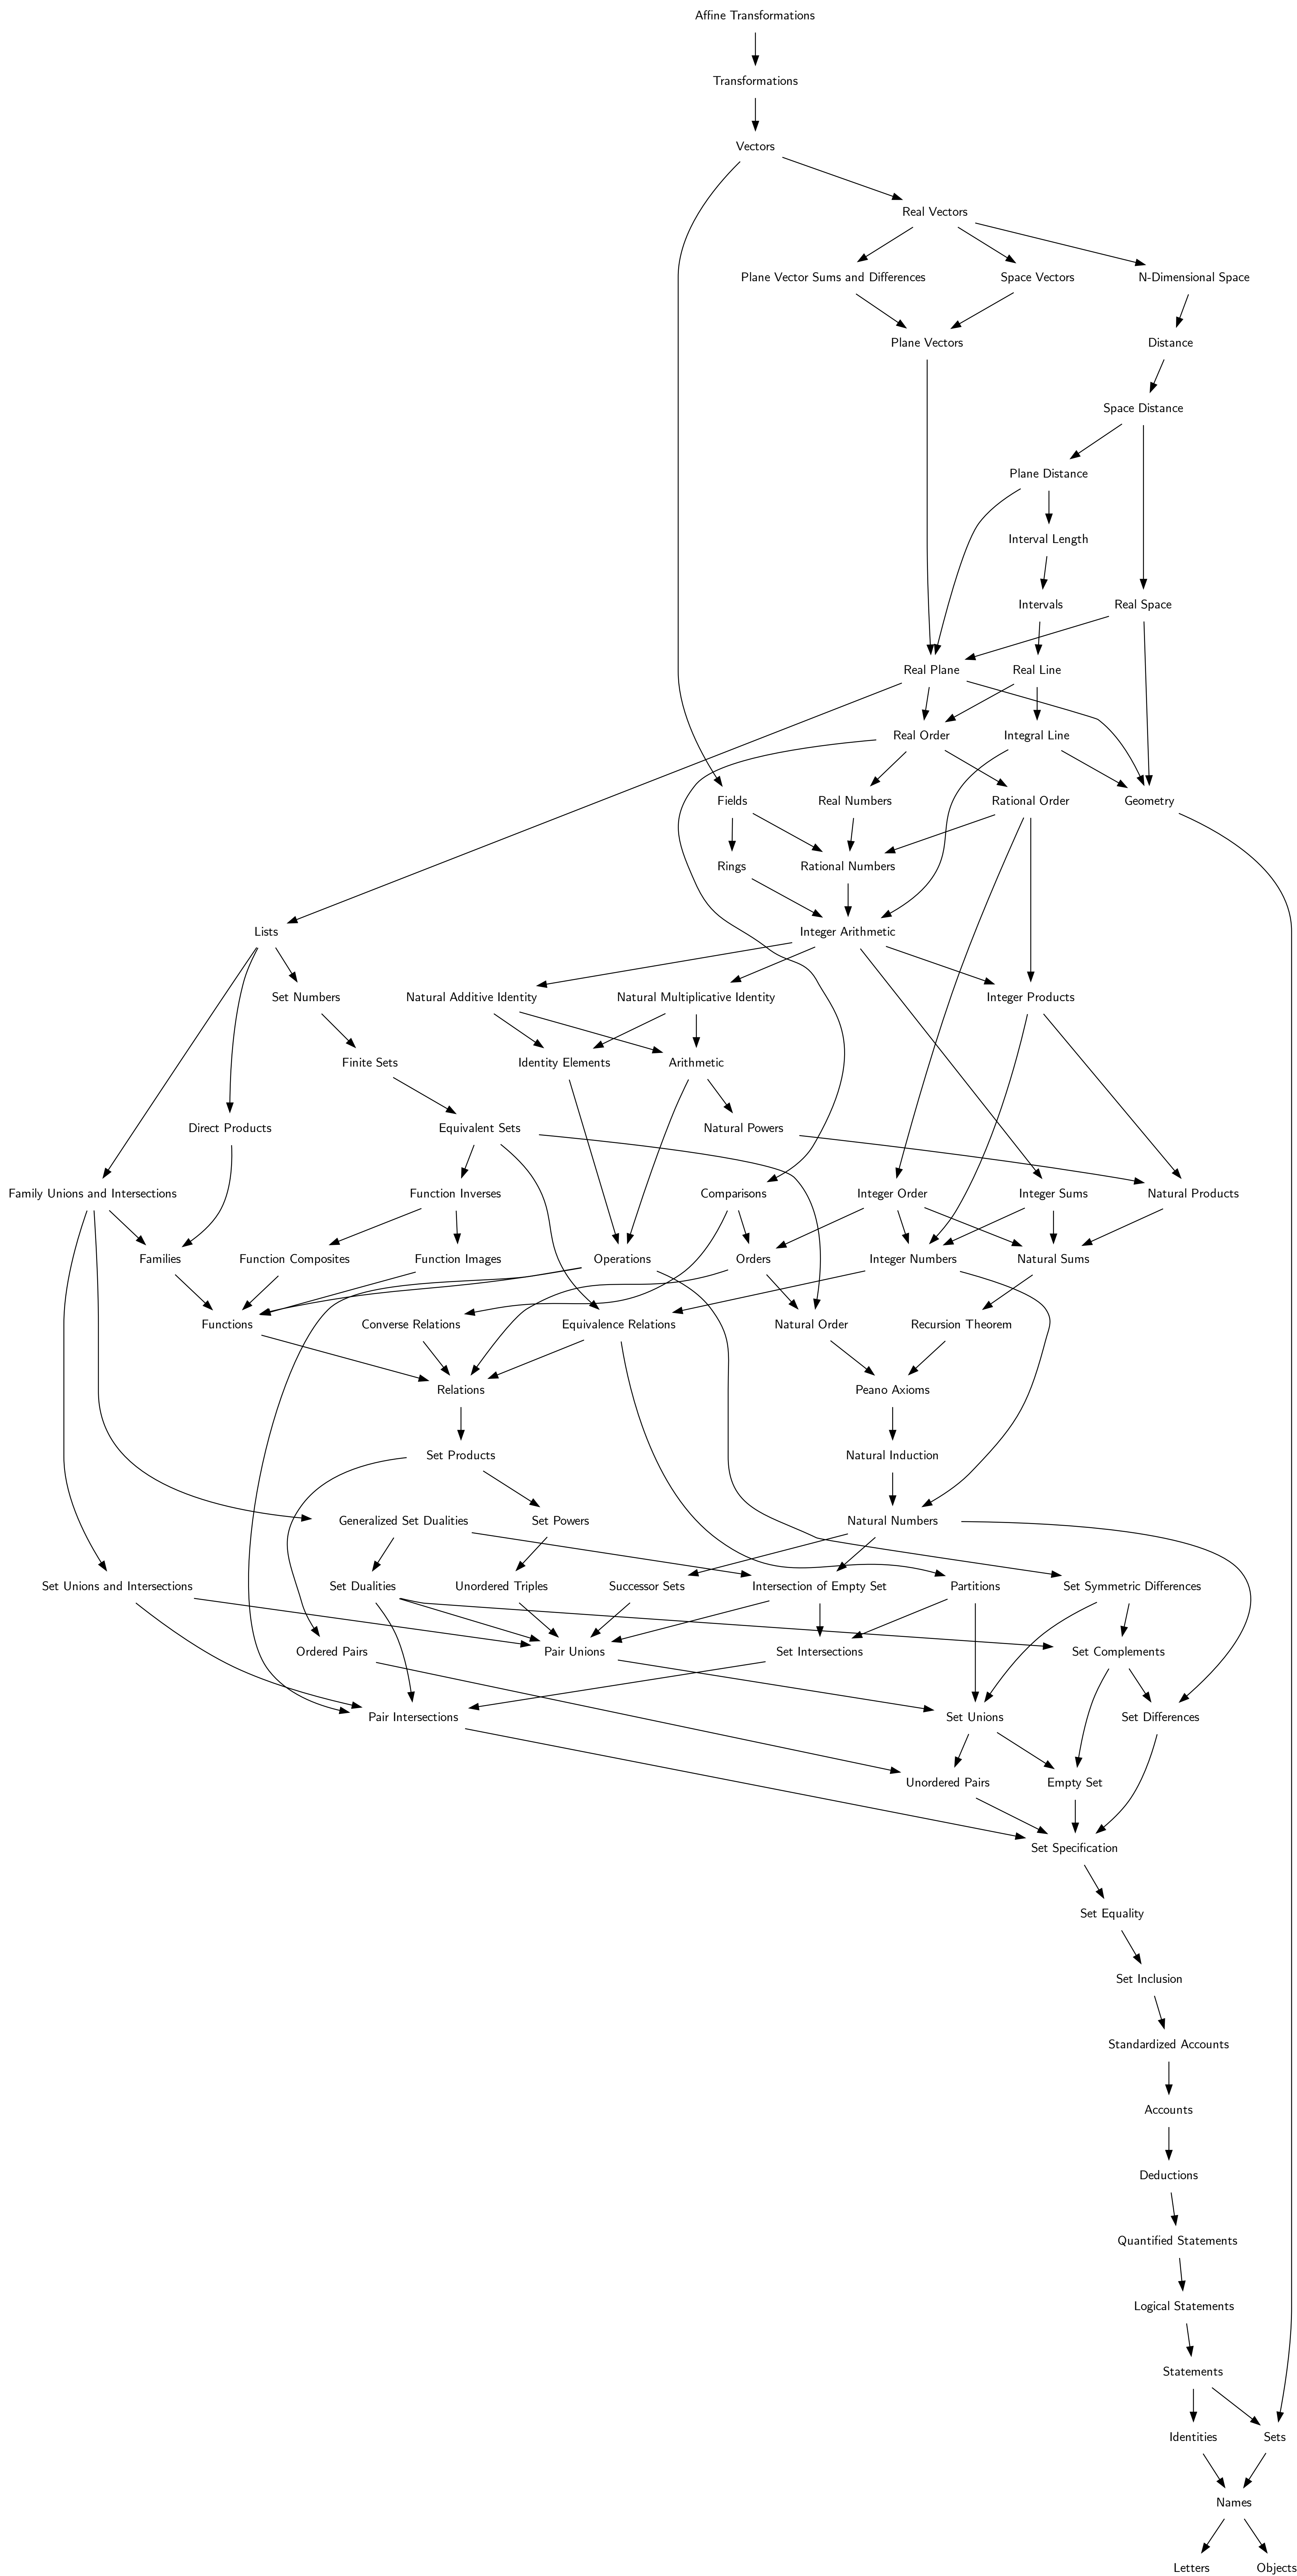 Affine Transformations
Transformations
Vectors
Real Vectors
Plane Vector Sums and Differences
Space Vectors
N-Dimensional Space
Plane Vectors
Distance
Space Distance
Plane Distance
Interval Length
Intervals
Real Space
Real Plane
Real Line
Real Order
Integral Line
Fields
Real Numbers
Rational Order
Geometry
Rings
Rational Numbers
Lists
Integer Arithmetic
Set Numbers
Natural Additive Identity
Natural Multiplicative Identity
Integer Products
Finite Sets
Identity Elements
Arithmetic
Direct Products
Equivalent Sets
Natural Powers
Family Unions and Intersections
Function Inverses
Comparisons
Integer Order
Integer Sums
Natural Products
Families
Function Composites
Function Images
Operations
Orders
Integer Numbers
Natural Sums
Functions
Converse Relations
Equivalence Relations
Natural Order
Recursion Theorem
Relations
Peano Axioms
Set Products
Natural Induction
Generalized Set Dualities
Set Powers
Natural Numbers
Set Unions and Intersections
Set Dualities
Unordered Triples
Successor Sets
Intersection of Empty Set
Partitions
Set Symmetric Differences
Ordered Pairs
Pair Unions
Set Intersections
Set Complements
Pair Intersections
Set Unions
Set Differences
Unordered Pairs
Empty Set
Set Specification
Set Equality
Set Inclusion
Standardized Accounts
Accounts
Deductions
Quantified Statements
Logical Statements
Statements
Identities
Sets
Names
Letters
Objects